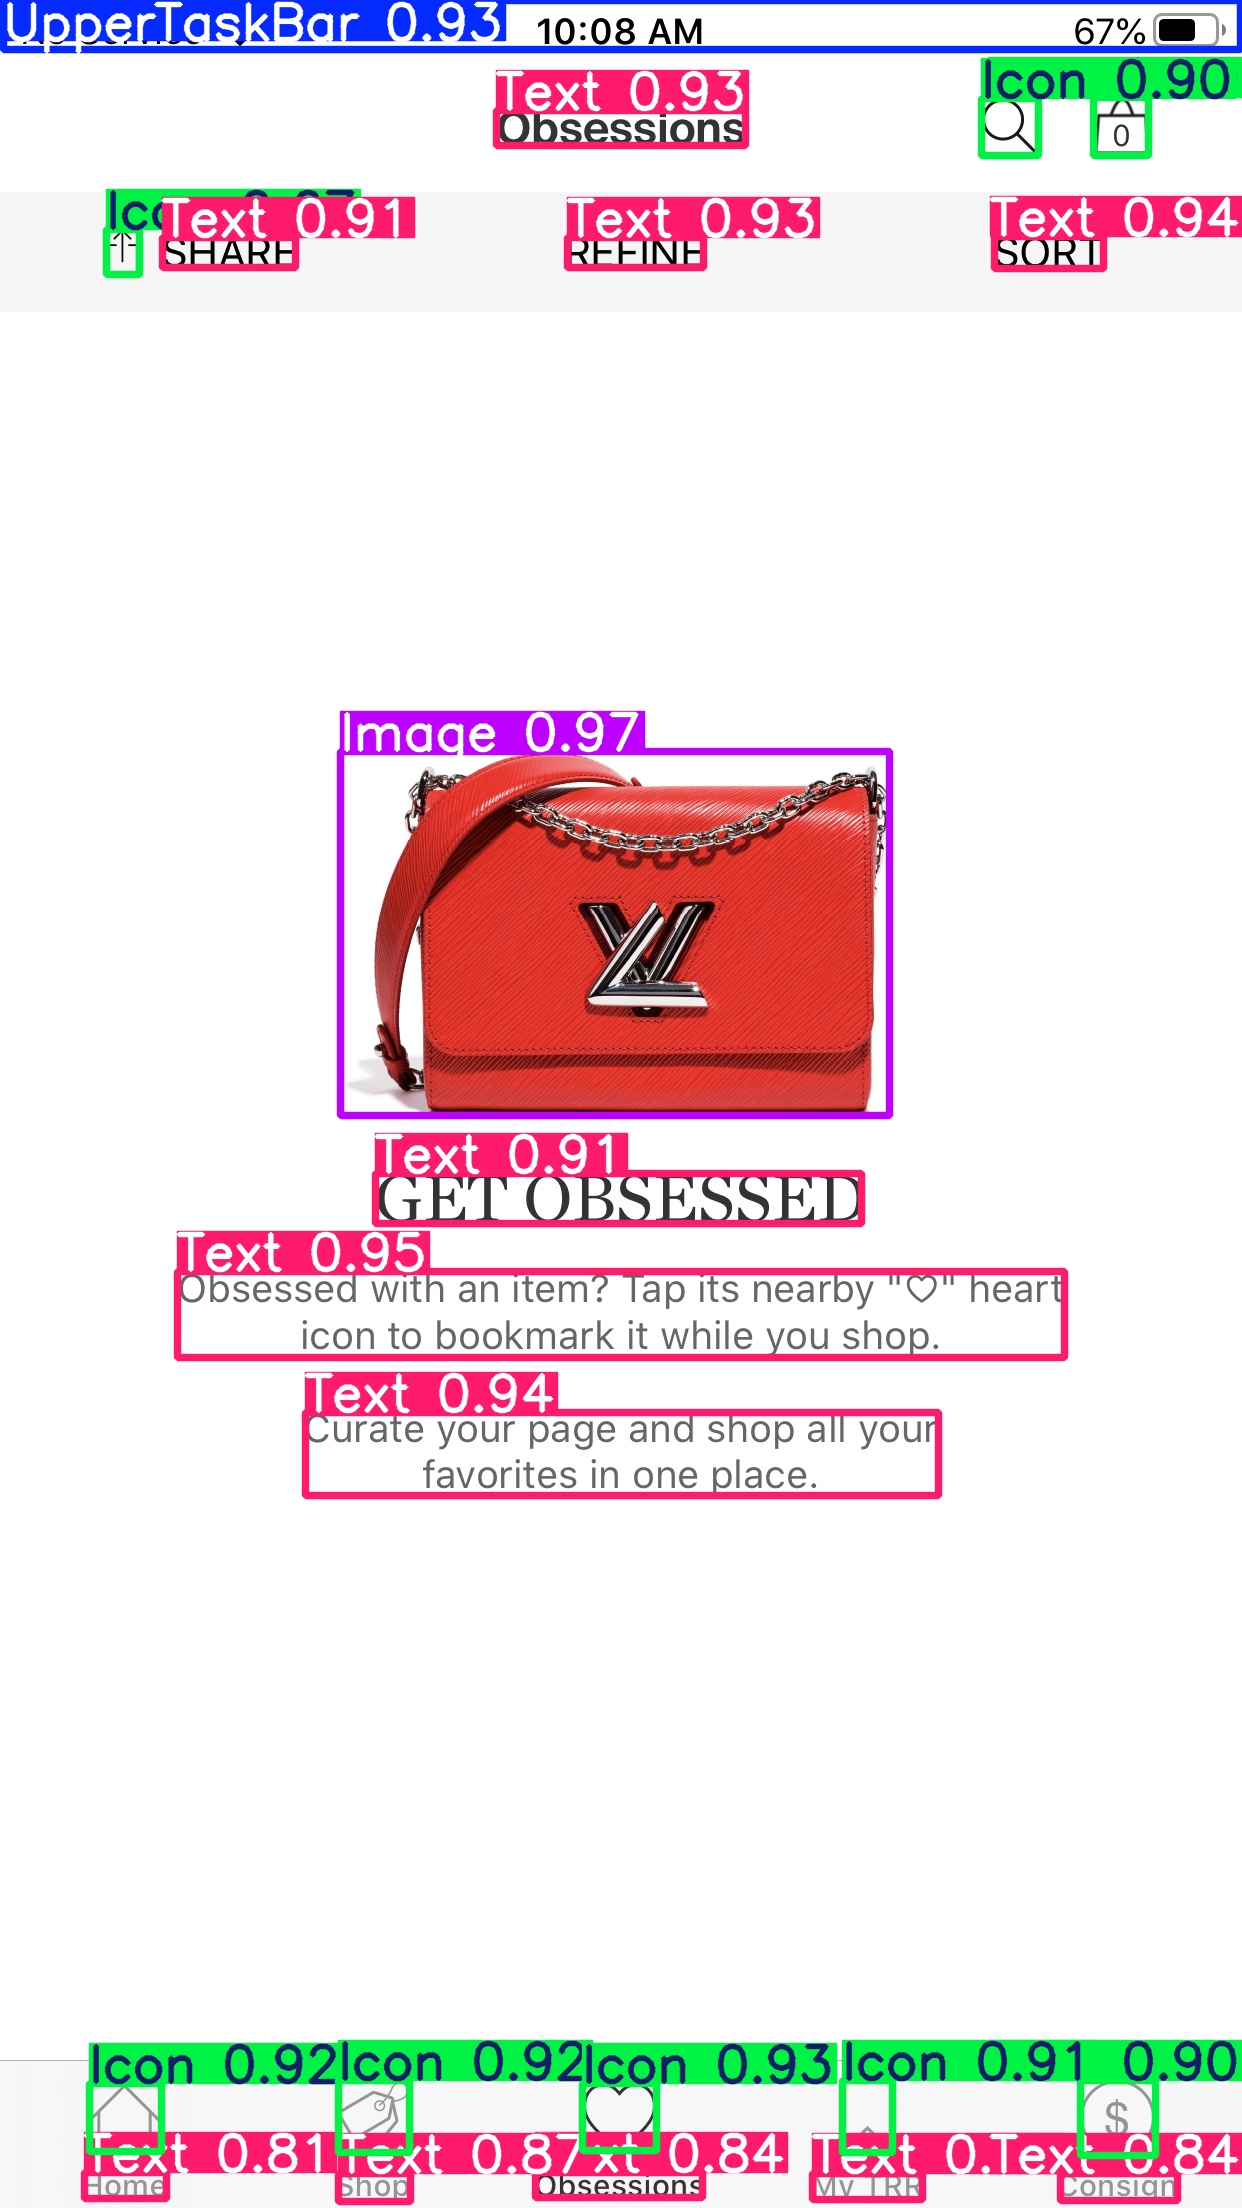 UpperTaskBar 0.93
10:08 AM
67%
Icon 0.90
Text 0.93
Obsessions
0
Text 0.91
Text 0.93
Text 0.94
SHARE
REFINE
SORT
Image 0.97
Text 0.91
GET OBSESSED
Text 0.95
Obsessed with an item? Tap its nearby "♡" heart
icon to bookmark it while you shop.
Text 0.94
Curate your page and shop all your
favorites in one place.
Icon 0.92
Icon 0.92
Icon 0.93
Icon 0.91
0.90
$
Text 0.81
Text 0.87
xt 0.84
Text 0.
Text 0.84
Home
Shop
Obsessions
My TRR
Consign